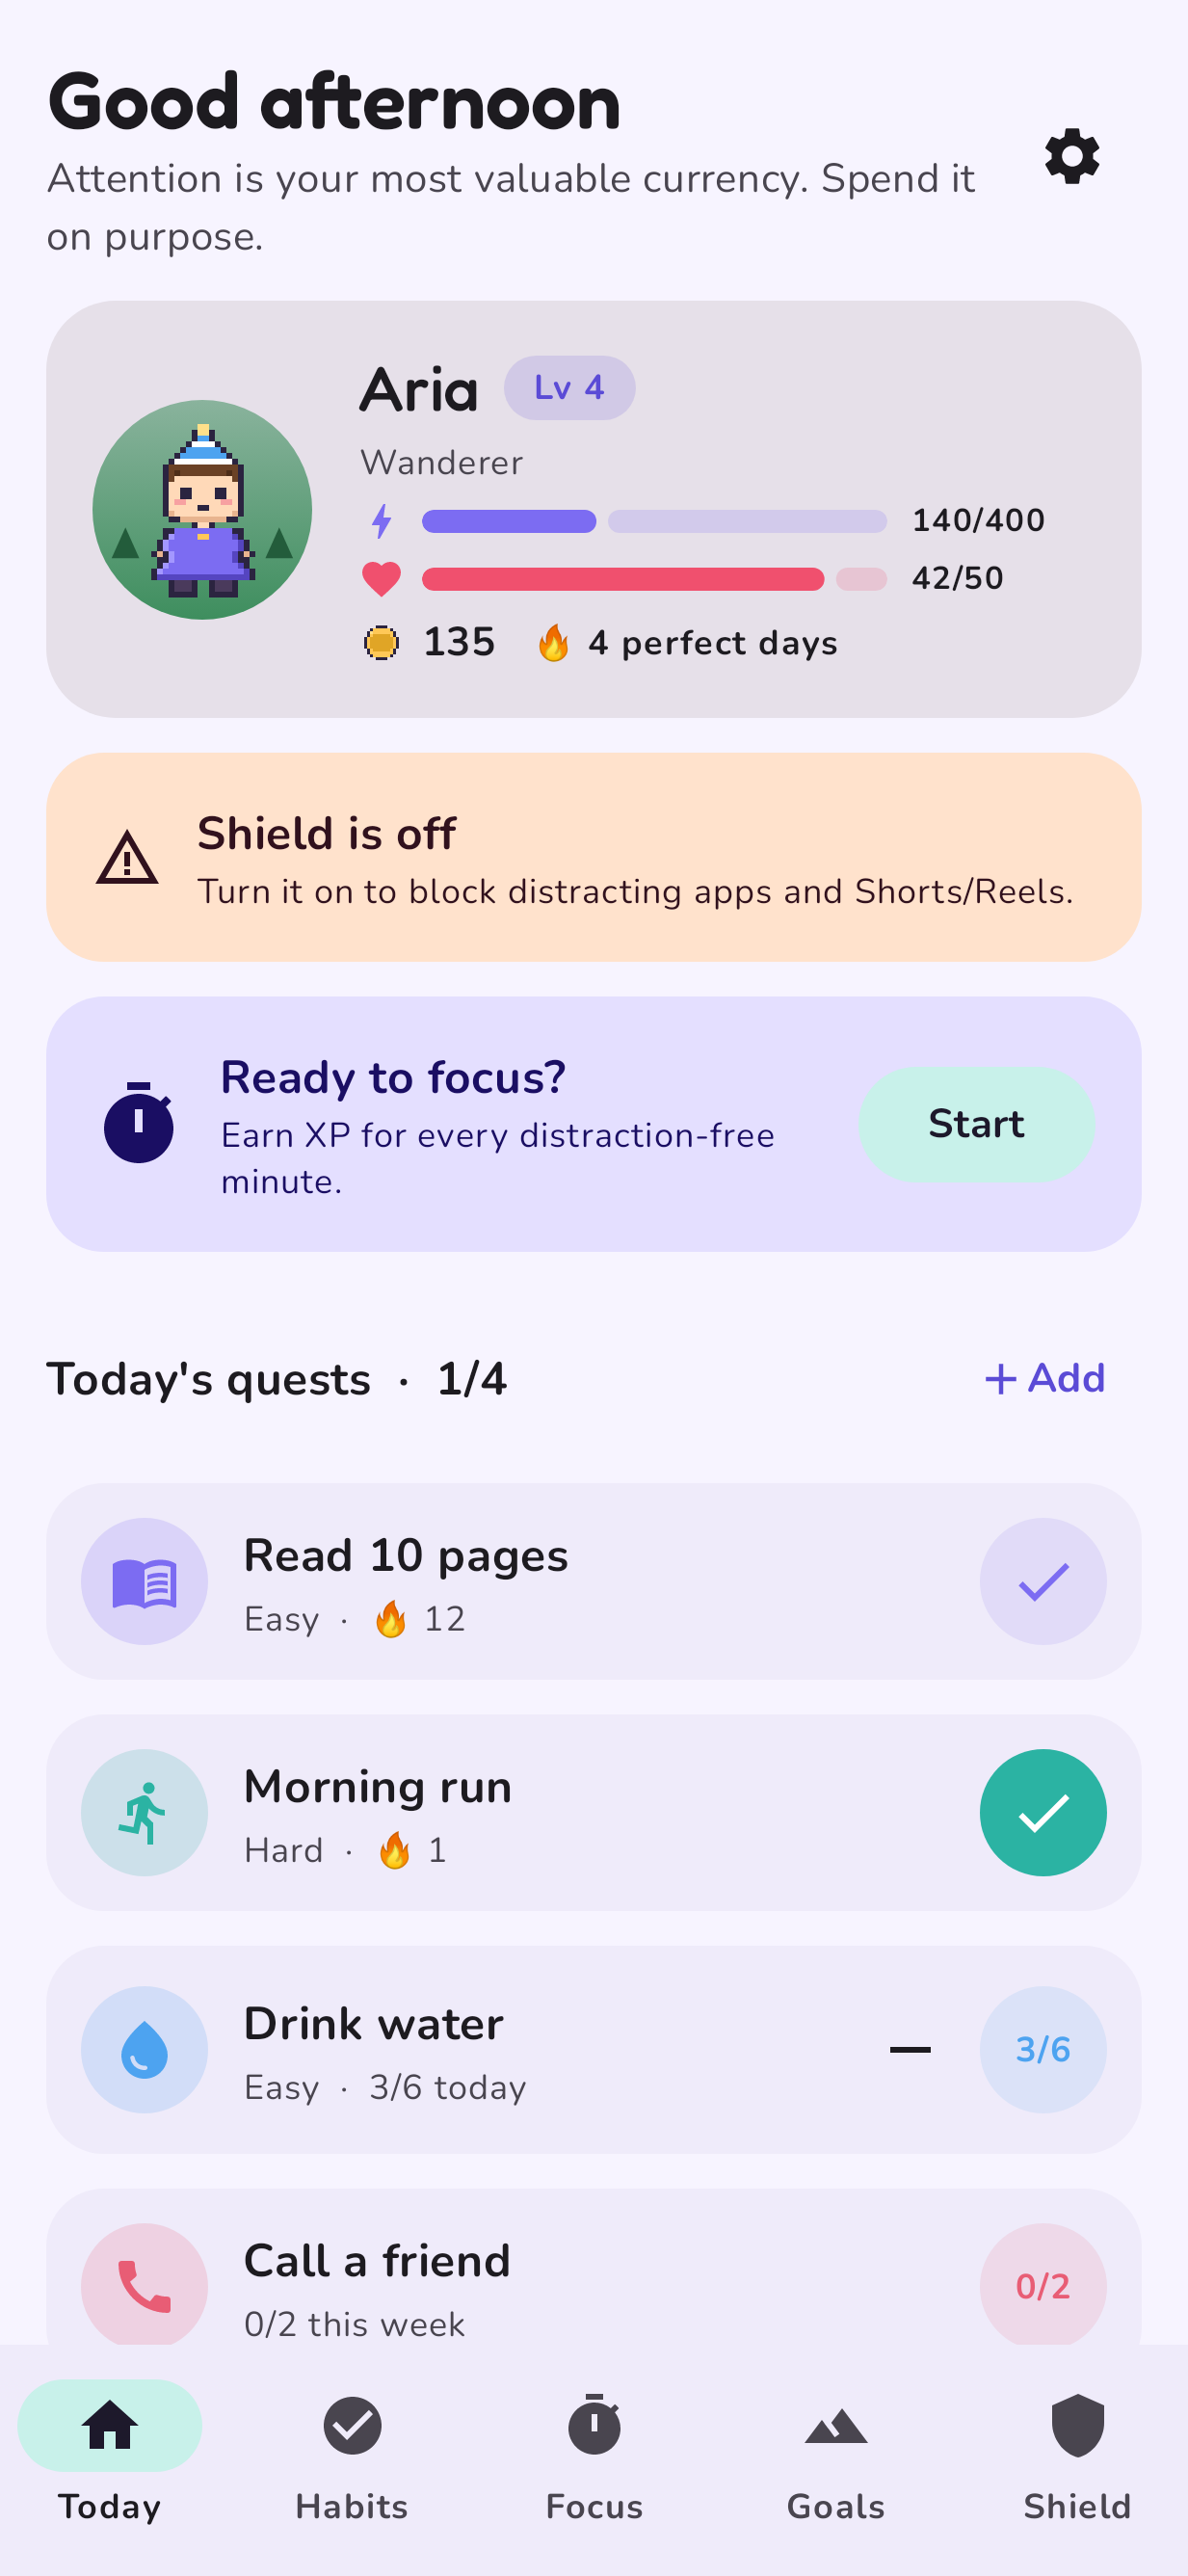 Good afternoon
Attention is your most valuable currency. Spend it
on purpose.
Aria Lv 4
Wanderer
140/400
42/50
135 🔥 4 perfect days
Shield is off
Turn it on to block distracting apps and Shorts/Reels.
Ready to focus?
Earn XP for every distraction-free
minute.
Start
Today's quests · 1/4
+ Add
Read 10 pages
Easy · 🔥 12
Morning run
Hard · 🔥 1
Drink water
Easy · 3/6 today
3/6
Call a friend
0/2 this week
0/2
Today
Habits
Focus
Goals
Shield